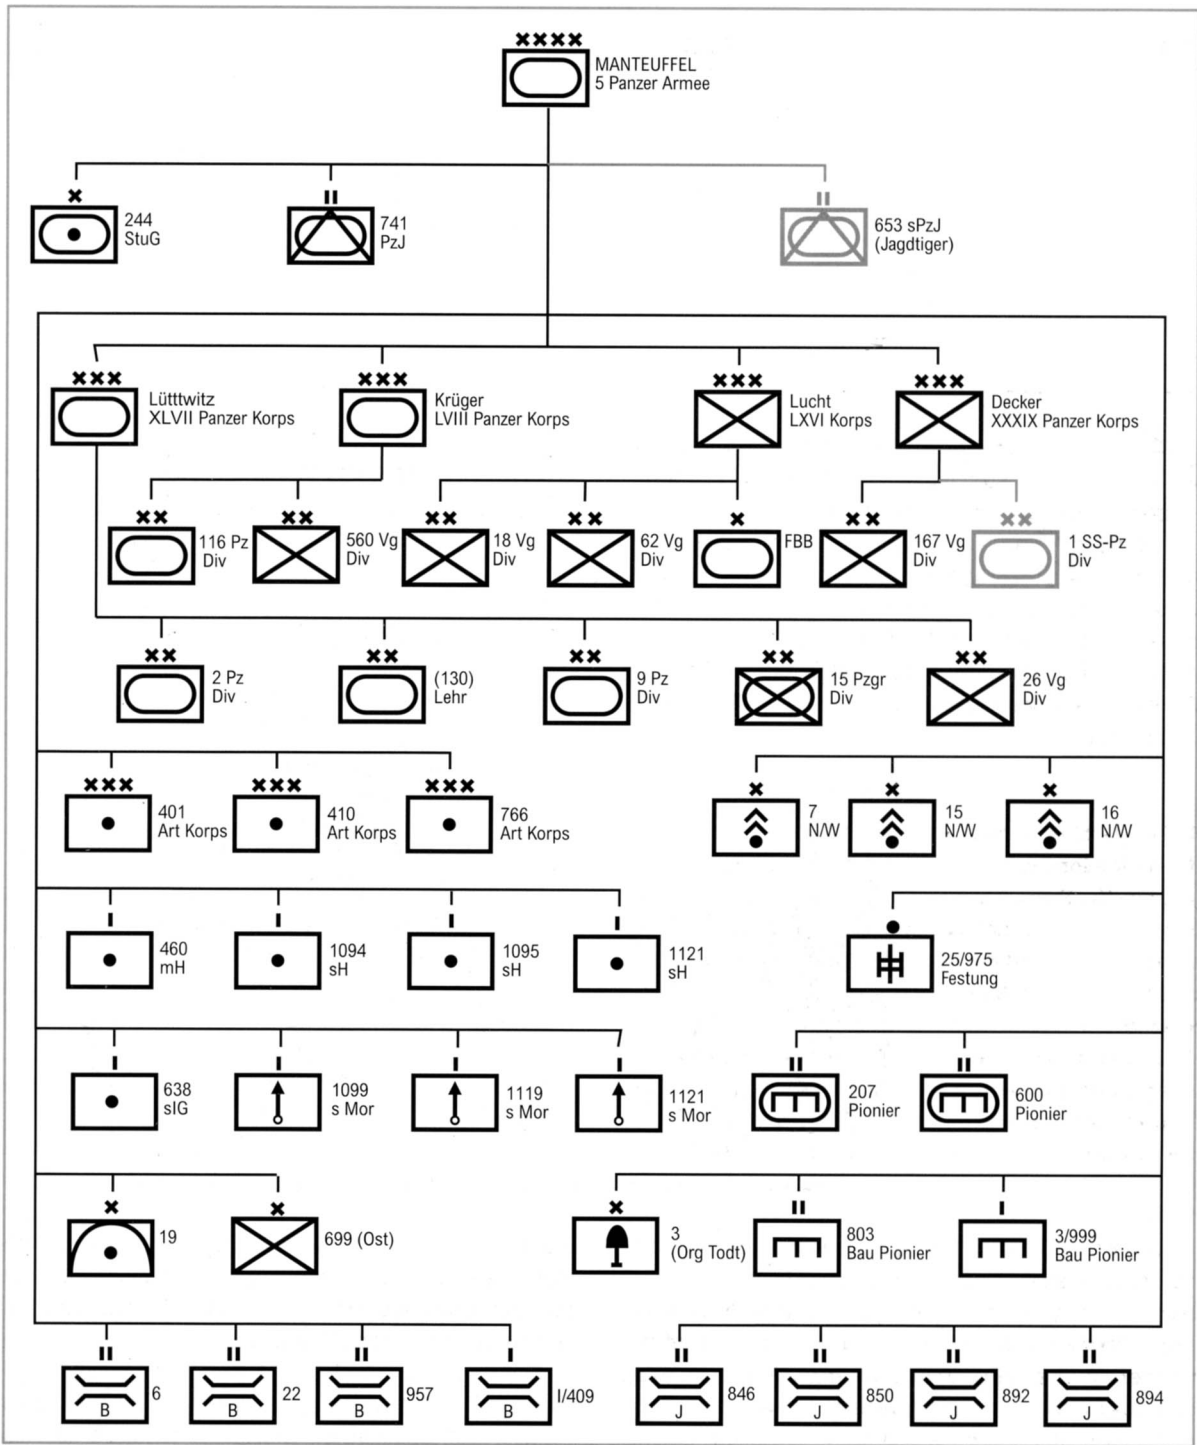 MANTEUFFEL
5 Panzer Armee
244
StuG
741
PzJ
653 sPzJ
(Jagdtiger)
Lütttwitz
XLVII Panzer Korps
Krüger
LVIII Panzer Korps
Lucht
LXVI Korps
Decker
XXXIX Panzer Korps
116 Pz
Div
560 Vg
Div
18 Vg
Div
62 Vg
Div
FBB
167 Vg
Div
1 SS-Pz
Div
2 Pz
Div
(130)
Lehr
9 Pz
Div
15 Pzgr
Div
26 Vg
Div
401
Art Korps
410
Art Korps
766
Art Korps
7
N/W
15
N/W
16
N/W
460
mH
1094
sH
1095
sH
1121
sH
25/975
Festung
638
sIG
1099
s Mor
1119
s Mor
1121
s Mor
207
Pionier
600
Pionier
19
699 (Ost)
3
(Org Todt)
803
Bau Pionier
3/999
Bau Pionier
B
6
B
22
B
957
B
I/409
J
846
J
850
J
892
J
894